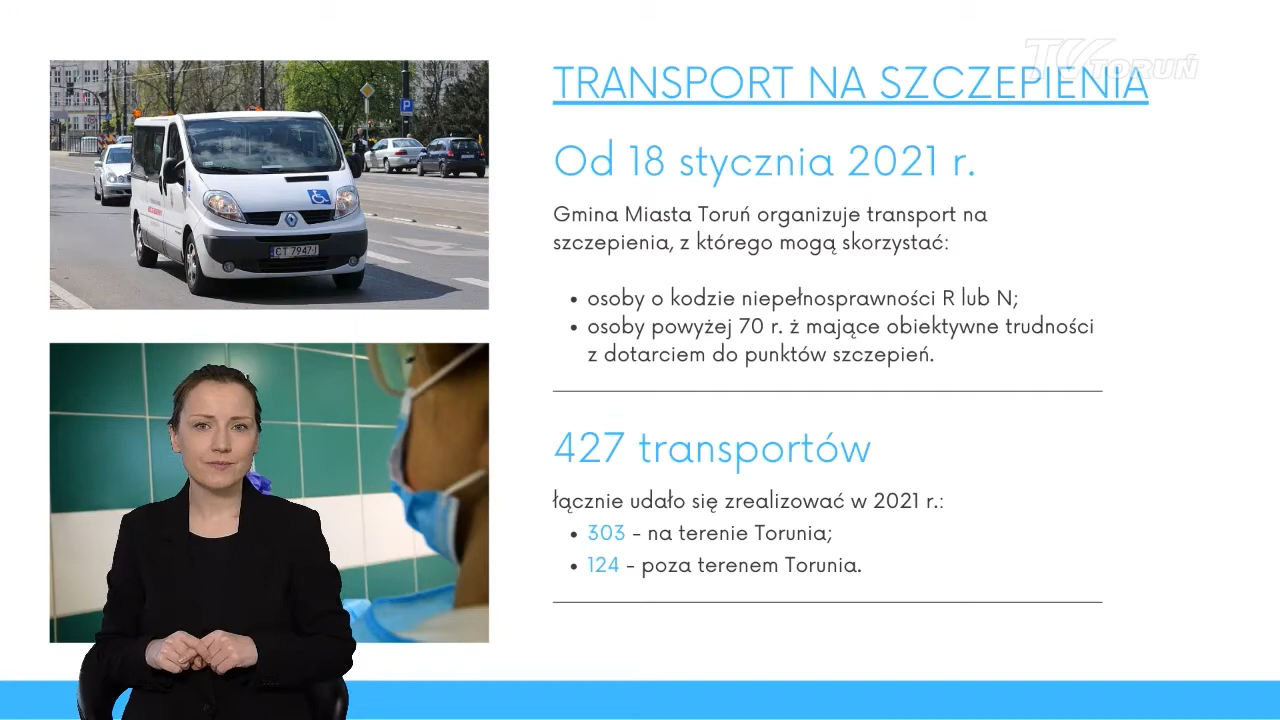 TV TORUŃ
TRANSPORT NA SZCZEPIENIA
Od 18 stycznia 2021 r.
Gmina Miasta Toruń organizuje transport na
szczepienia, z którego mogą skorzystać:
• osoby o kodzie niepełnosprawności R lub N;
• osoby powyżej 70 r. ż mające obiektywne trudności
z dotarciem do punktów szczepień.
427 transportów
łącznie udało się zrealizować w 2021 r.:
• 303 - na terenie Torunia;
• 124 - poza terenem Torunia.
P
CT 7947J